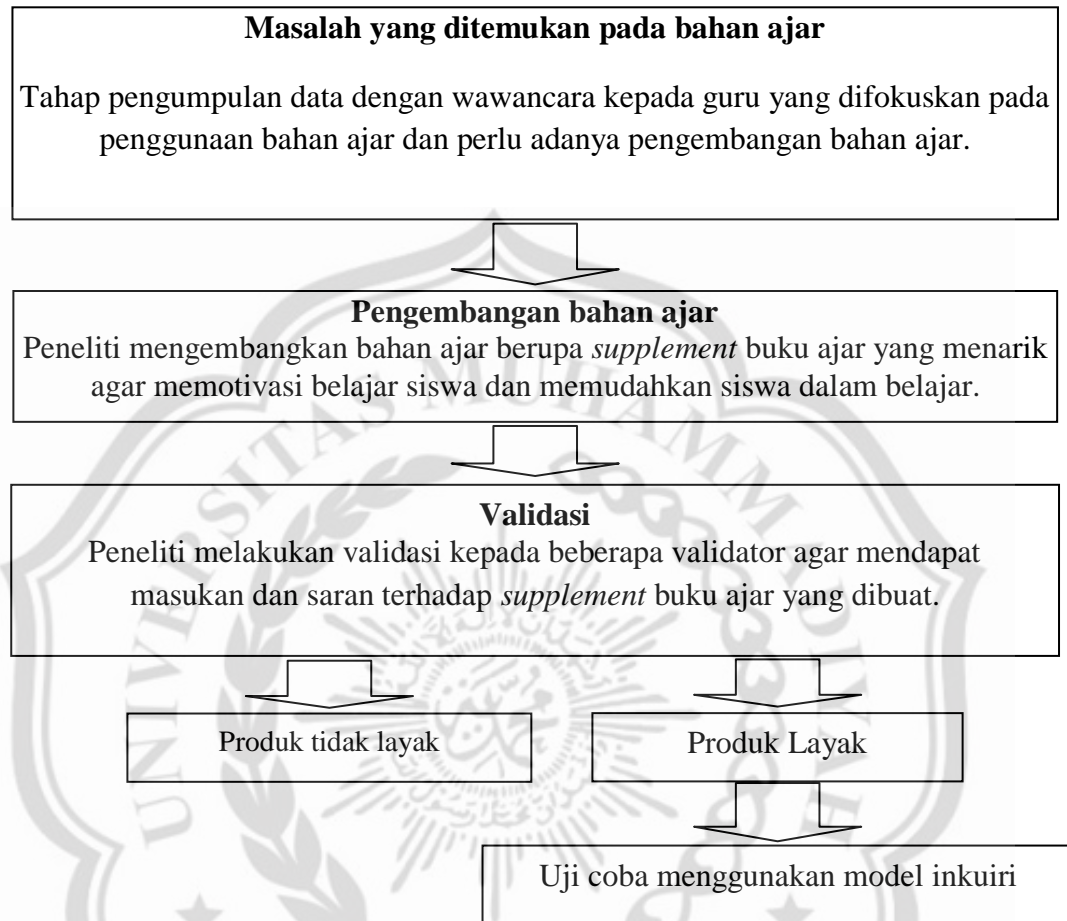 Masalah yang ditemukan pada bahan ajar
Tahap pengumpulan data dengan wawancara kepada guru yang difokuskan pada
penggunaan bahan ajar dan perlu adanya pengembangan bahan ajar.
Pengembangan bahan ajar
Peneliti mengembangkan bahan ajar berupa supplement buku ajar yang menarik
agar memotivasi belajar siswa dan memudahkan siswa dalam belajar.
Validasi
Peneliti melakukan validasi kepada beberapa validator agar mendapat
masukan dan saran terhadap supplement buku ajar yang dibuat.
Produk tidak layak
Produk Layak
Uji coba menggunakan model inkuiri
UNIVERSITAS MUHAMMADIYAH